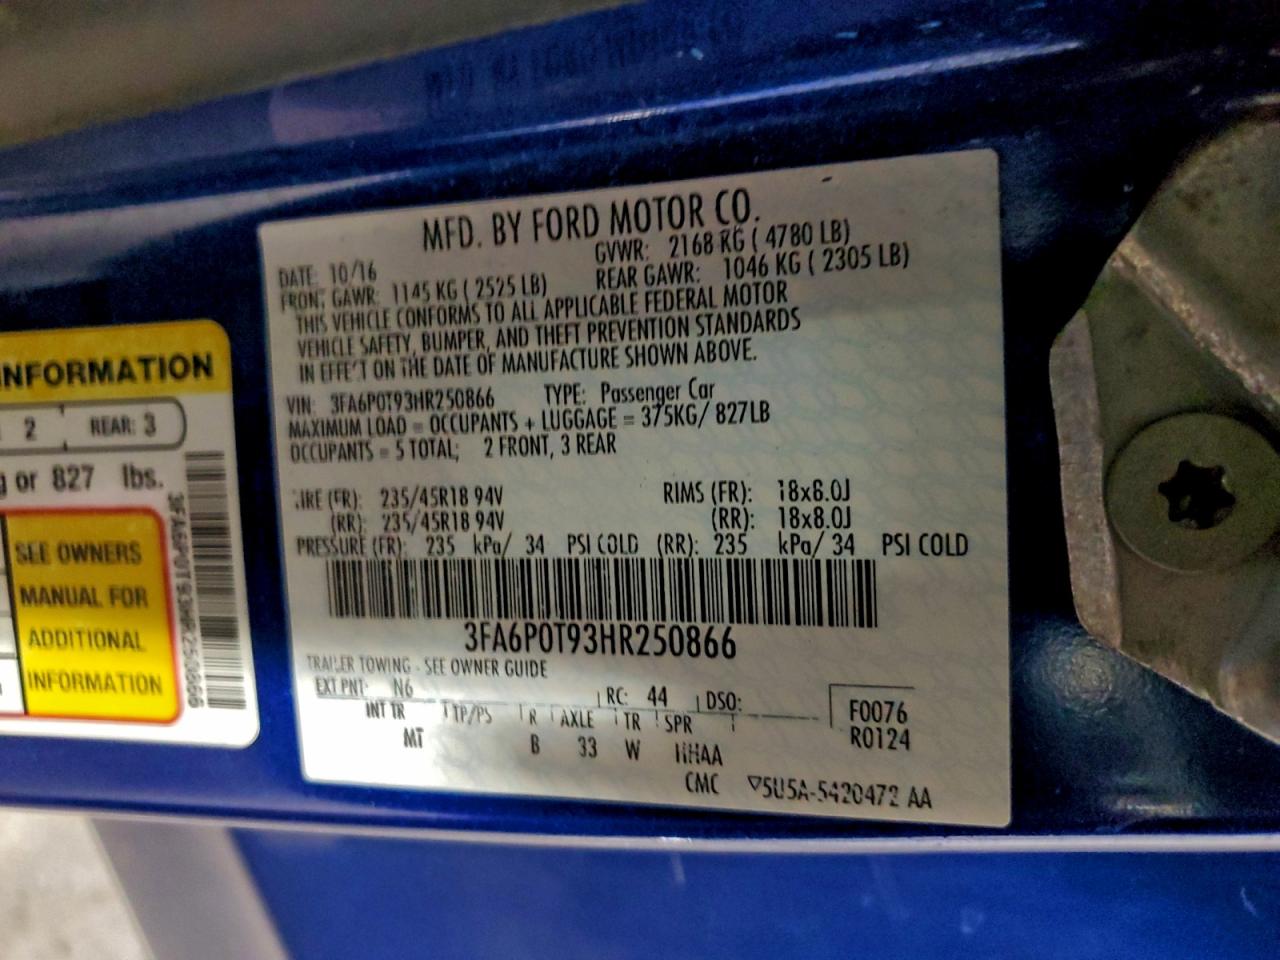 MFD. BY FORD MOTOR CO.
DATE: 10/16 GVWR: 2168 KG ( 4780 LB)
FRONT GAWR: 1145 KG ( 2525 LB) REAR GAWR: 1046 KG ( 2305 LB)
THIS VEHICLE CONFORMS TO ALL APPLICABLE FEDERAL MOTOR
VEHICLE SAFETY, BUMPER, AND THEFT PREVENTION STANDARDS
IN EFFECT ON THE DATE OF MANUFACTURE SHOWN ABOVE.
VIN: 3FA6P0T93HR250866 TYPE: Passenger Car
MAXIMUM LOAD = OCCUPANTS + LUGGAGE = 375KG/ 827LB
OCCUPANTS = 5 TOTAL; 2 FRONT, 3 REAR
TIRE (FR): 235/45R18 94V RIMS (FR): 18x8.0J
(RR): 235/45R18 94V (RR): 18x8.0J
PRESSURE (FR): 235 kPa/ 34 PSI COLD (RR): 235 kPa/ 34 PSI COLD
3FA6P0T93HR250866
TRAILER TOWING - SEE OWNER GUIDE
EXT PNT: N6 RC: 44 DSO:
INT TR TP/PS R AXLE TR SPR
MT B 33 W HHAA
F0076
R0124
CMC ▽5U5A-5420472 AA
INFORMATION
2 REAR: 3
g or 827 lbs.
SEE OWNERS
MANUAL FOR
ADDITIONAL
INFORMATION
3FA6P0T93HR250866